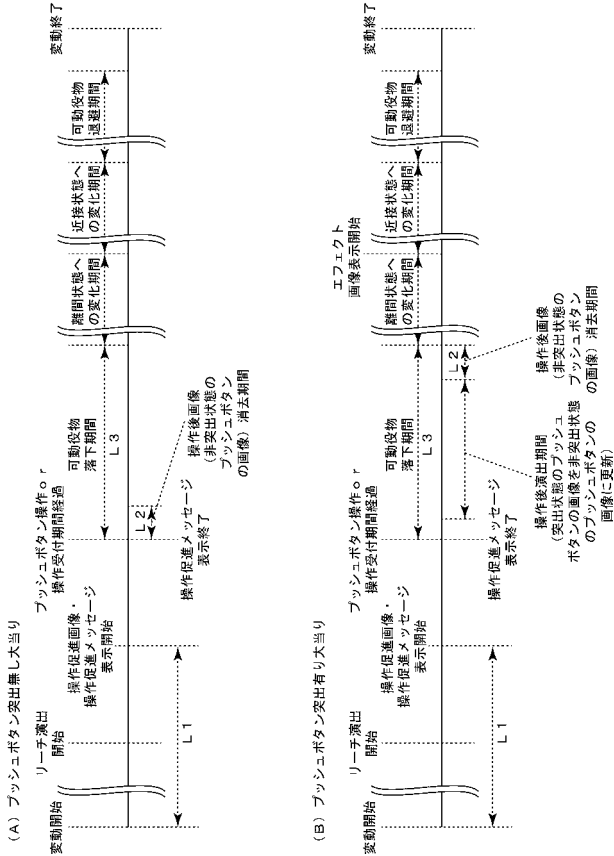 (A) プッシュボタン突出無し大当り
変動開始
リーチ演出
開始
操作促進画像・
操作促進メッセージ
表示開始
プッシュボタン操作or
操作受付期間経過
可動役物
落下期間
L3
離間状態へ
の変化期間
近接状態へ
の変化期間
可動役物
退避期間
変動終了
L1
操作促進メッセージ
表示終了
L2
操作後画像
(非突出状態の
プッシュボタン
の画像)消去期間
(B) プッシュボタン突出有り大当り
変動開始
リーチ演出
開始
操作促進画像・
操作促進メッセージ
表示開始
プッシュボタン操作or
操作受付期間経過
可動役物
落下期間
L3
エフェクト
画像表示開始
離間状態へ
の変化期間
近接状態へ
の変化期間
可動役物
退避期間
変動終了
L1
操作促進メッセージ
表示終了
操作後演出期間
(突出状態のプッシュ
ボタンの画像を非突出状態
のプッシュボタンの
画像に更新)
L2
操作後画像
(非突出状態の
プッシュボタン
の画像)消去期間